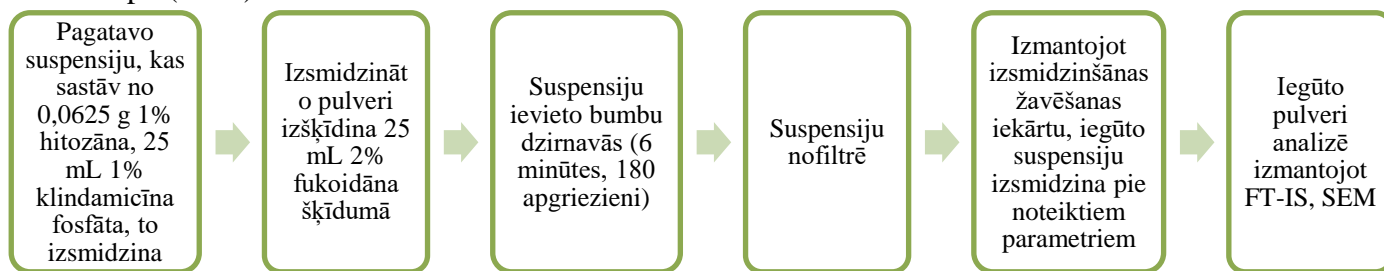 Pagatavo
suspensiju, kas
sastāv no
0,0625 g 1%
hitozāna, 25
mL 1%
klindamicīna
fosfāta, to
izsmidzina
Izsmidzināt
o pulveri
izšķīdina 25
mL 2%
fukoidāna
šķīdumā
Suspensiju
ievieto bumbu
dzirnavās (6
minūtes, 180
apgriezieni)
Suspensiju
nofiltrē
Izmantojot
izsmidzinšānas
žavēšanas
iekārtu, iegūto
suspensiju
izsmidzina pie
noteiktiem
parametriem
Iegūto
pulveri
analizē
izmantojot
FT-IS, SEM